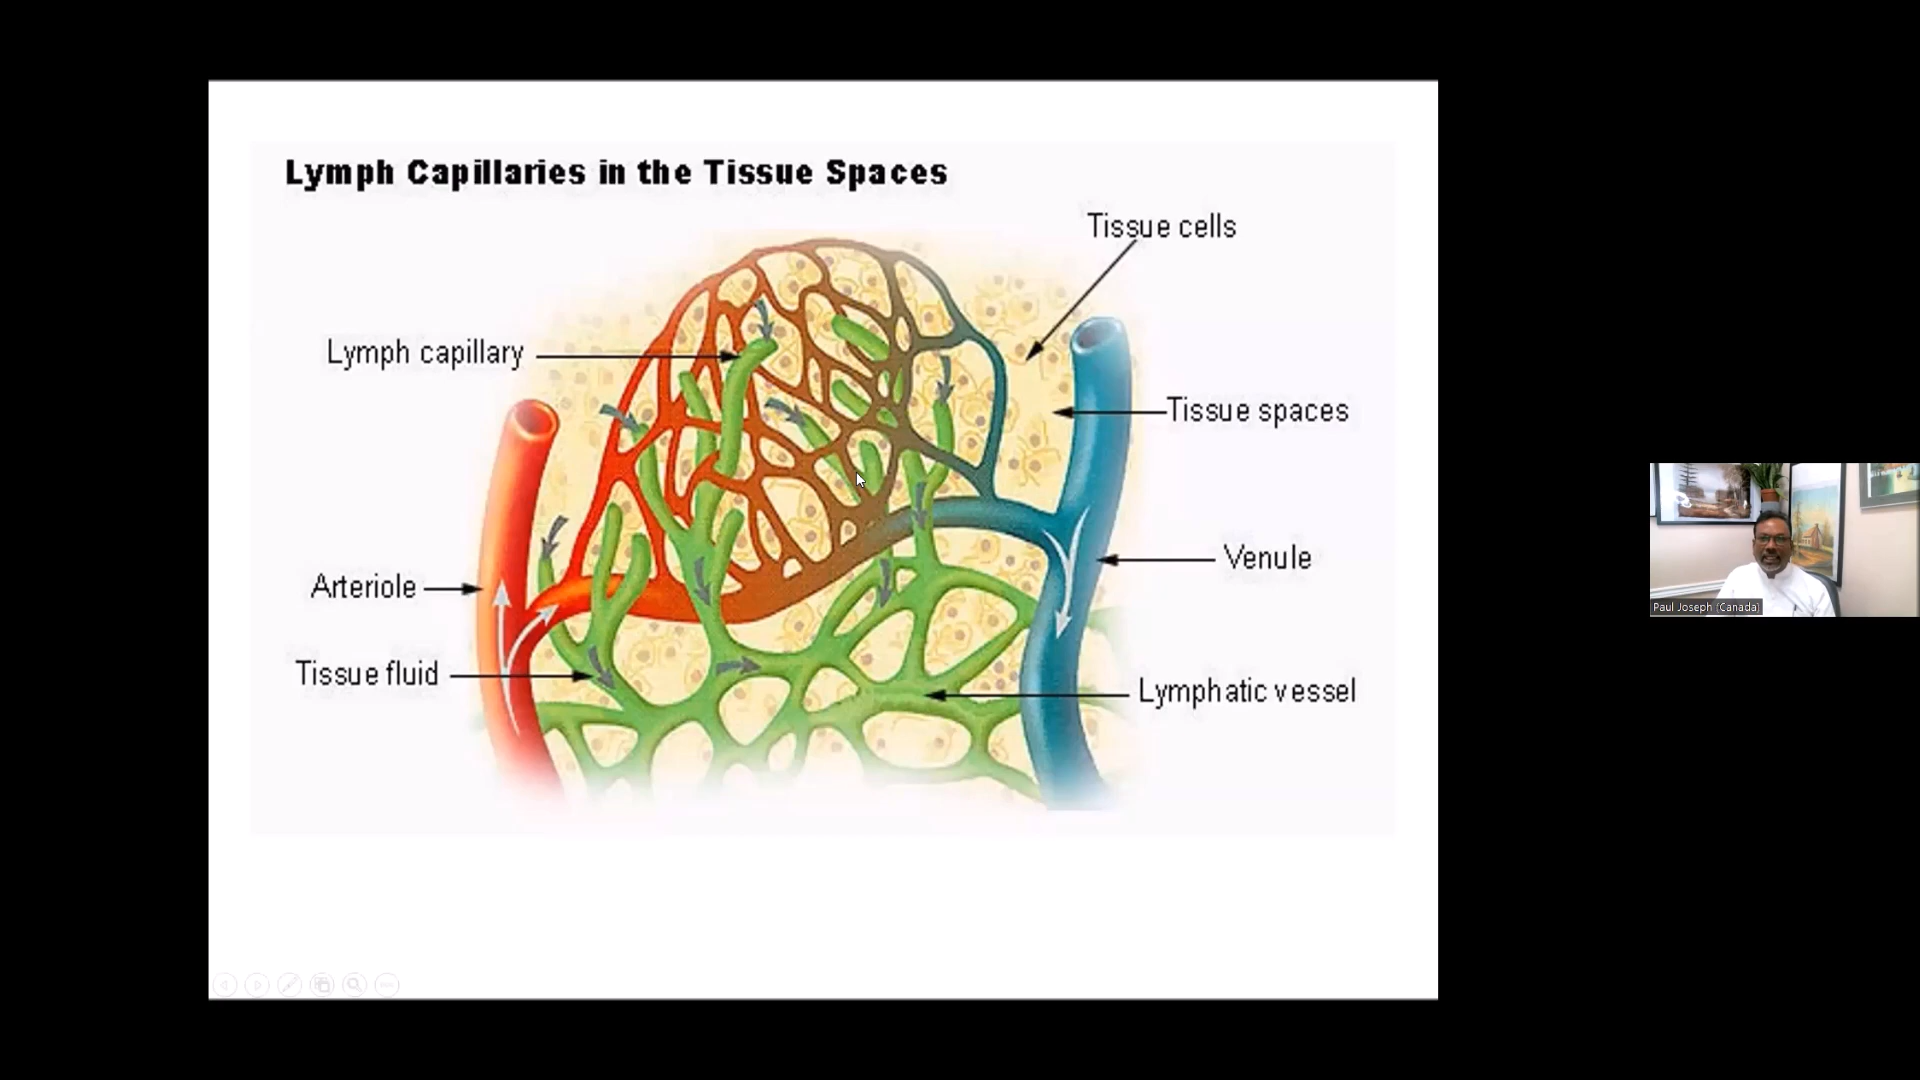 Lymph Capillaries in the Tissue Spaces
Tissue cells
Lymph capillary
Tissue spaces
Arteriole
Venule
Tissue fluid
Lymphatic vessel
Paul Joseph (Canada)